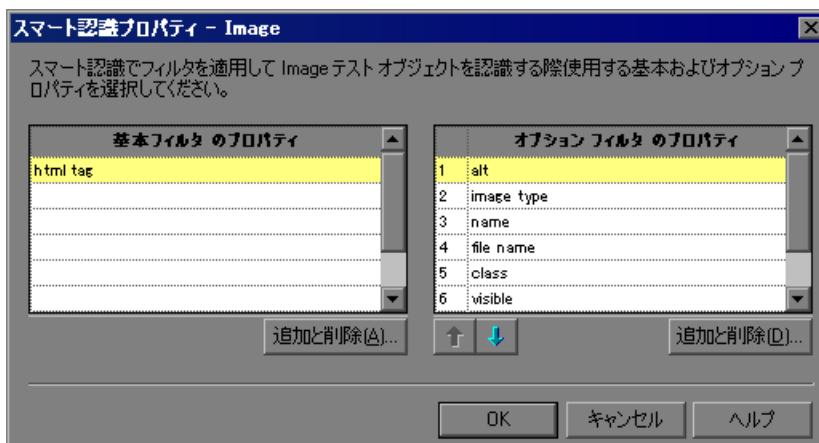 スマート認識プロパティ - Image
スマート認識でフィルタを適用して Image テスト オブジェクトを認識する際使用する基本およびオプション プ
ロパティを選択してください。
基本フィルタ のプロパティ
html tag
オプション フィルタ のプロパティ
1 alt
2 image type
3 name
4 file name
5 class
6 visible
追加と削除(A)...
追加と削除(D)...
OK
キャンセル
ヘルプ